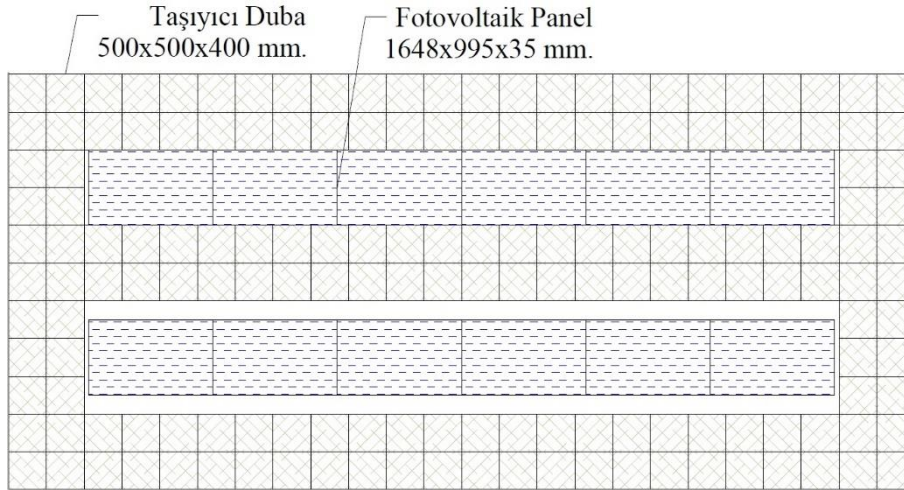 Taşıyıcı Duba
500x500x400 mm.
Fotovoltaik Panel
1648x995x35 mm.